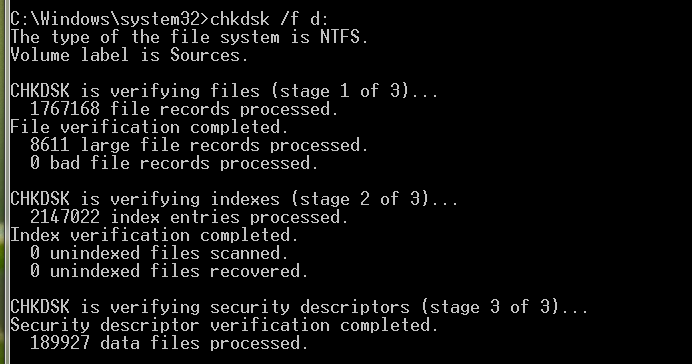 C:\Windows\system32>chkdsk /f d:
The type of the file system is NTFS.
Volume label is Sources.

CHKDSK is verifying files (stage 1 of 3)...
  1767168 file records processed.
File verification completed.
  8611 large file records processed.
  0 bad file records processed.

CHKDSK is verifying indexes (stage 2 of 3)...
  2147022 index entries processed.
Index verification completed.
  0 unindexed files scanned.
  0 unindexed files recovered.

CHKDSK is verifying security descriptors (stage 3 of 3)...
Security descriptor verification completed.
  189927 data files processed.